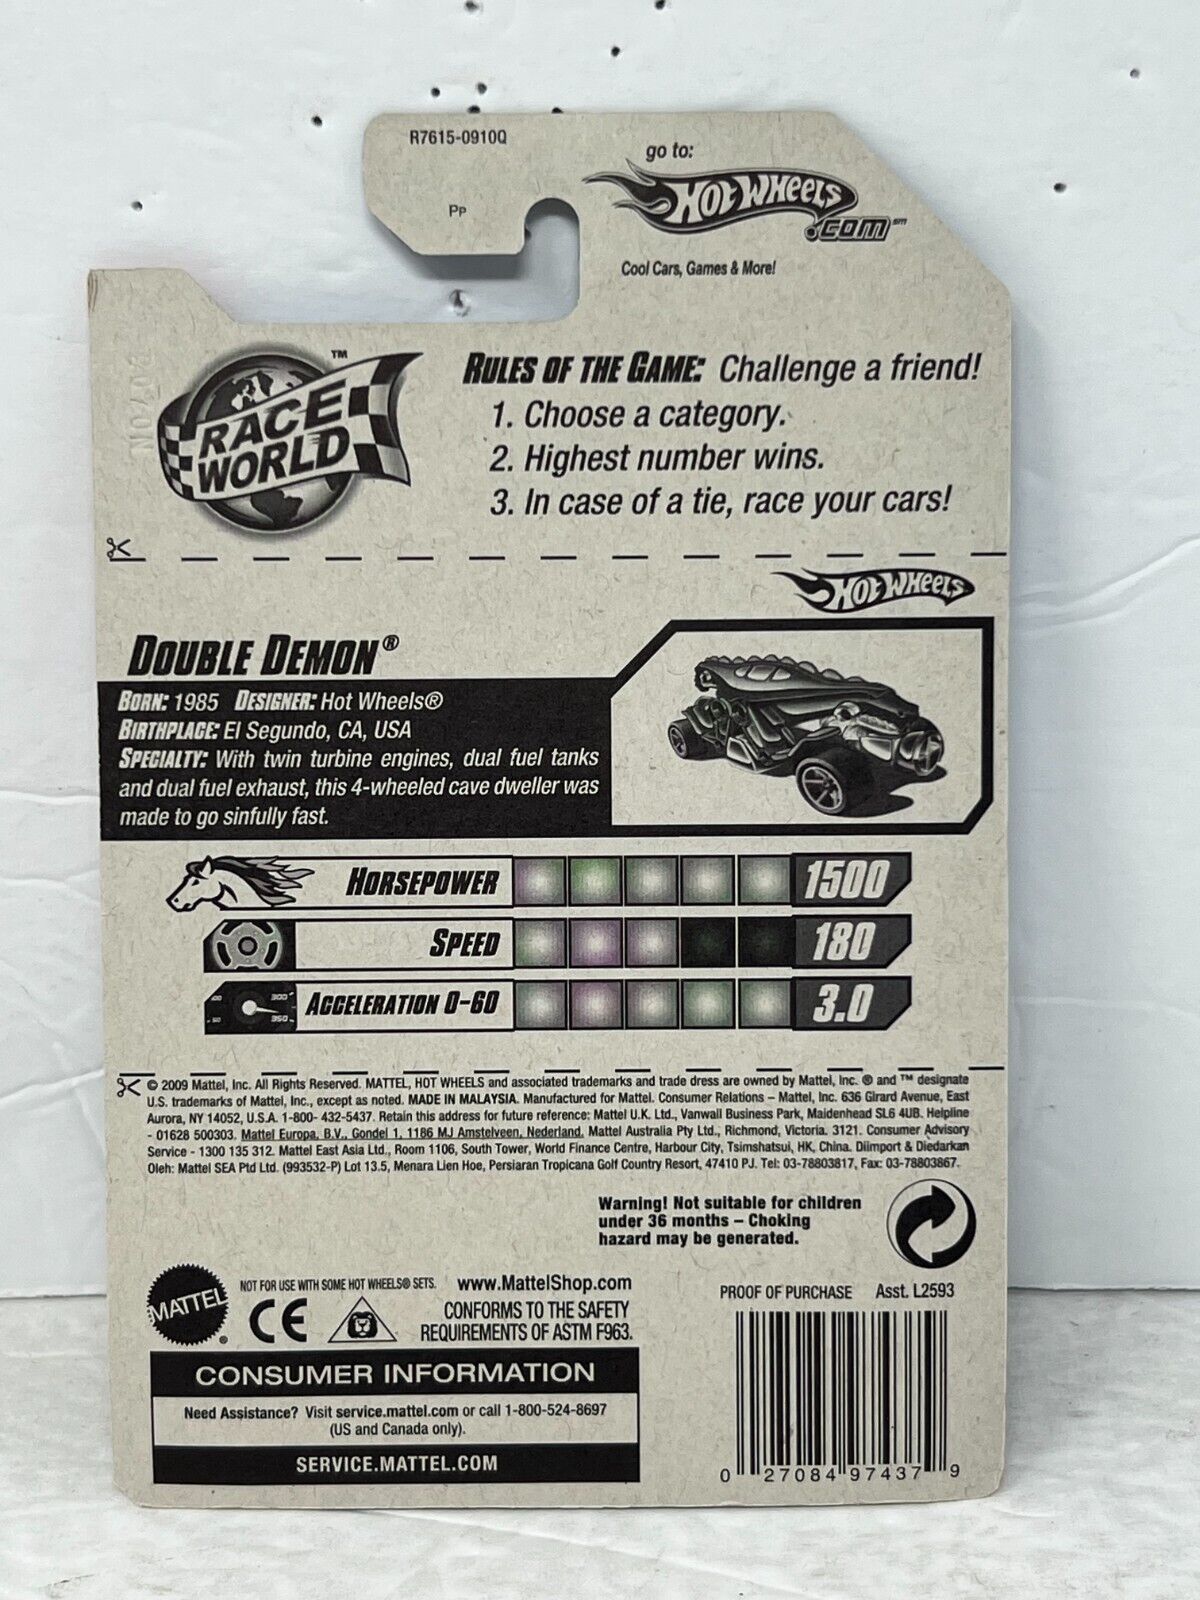 R7615-0910Q
Pp
go to:
HOT WHEELS
.COM℠
Cool Cars, Games & More!
RACE WORLD™
RULES OF THE GAME: Challenge a friend!
1. Choose a category.
2. Highest number wins.
3. In case of a tie, race your cars!
HOT WHEELS
DOUBLE DEMON®
BORN: 1985 DESIGNER: Hot Wheels®
BIRTHPLACE: El Segundo, CA, USA
SPECIALTY: With twin turbine engines, dual fuel tanks
and dual fuel exhaust, this 4-wheeled cave dweller was
made to go sinfully fast.
HORSEPOWER 1500
SPEED 180
ACCELERATION 0-60 3.0
© 2009 Mattel, Inc. All Rights Reserved. MATTEL, HOT WHEELS and associated trademarks and trade dress are owned by Mattel, Inc. ® and ™ designate
U.S. trademarks of Mattel, Inc., except as noted. MADE IN MALAYSIA. Manufactured for Mattel. Consumer Relations – Mattel, Inc. 636 Girard Avenue, East
Aurora, NY 14052, U.S.A. 1-800- 432-5437. Retain this address for future reference: Mattel U.K. Ltd., Vanwall Business Park, Maidenhead SL6 4UB. Helpline
- 01628 500303. Mattel Europa, B.V., Gondel 1, 1186 MJ Amstelveen, Nederland. Mattel Australia Pty Ltd., Richmond, Victoria. 3121. Consumer Advisory
Service - 1300 135 312. Mattel East Asia Ltd., Room 1106, South Tower, World Finance Centre, Harbour City, Tsimshatsui, HK, China. Diimport & Diedarkan
Oleh: Mattel SEA Ptd Ltd. (993532-P) Lot 13.5, Menara Lien Hoe, Persiaran Tropicana Golf Country Resort, 47410 PJ. Tel: 03-78803817, Fax: 03-78803867.
Warning! Not suitable for children
under 36 months – Choking
hazard may be generated.
MATTEL®
NOT FOR USE WITH SOME HOT WHEELS® SETS. www.MattelShop.com
CE
CONFORMS TO THE SAFETY
REQUIREMENTS OF ASTM F963.
PROOF OF PURCHASE Asst. L2593
CONSUMER INFORMATION
Need Assistance? Visit service.mattel.com or call 1-800-524-8697
(US and Canada only).
SERVICE.MATTEL.COM
0 27084 97437 9